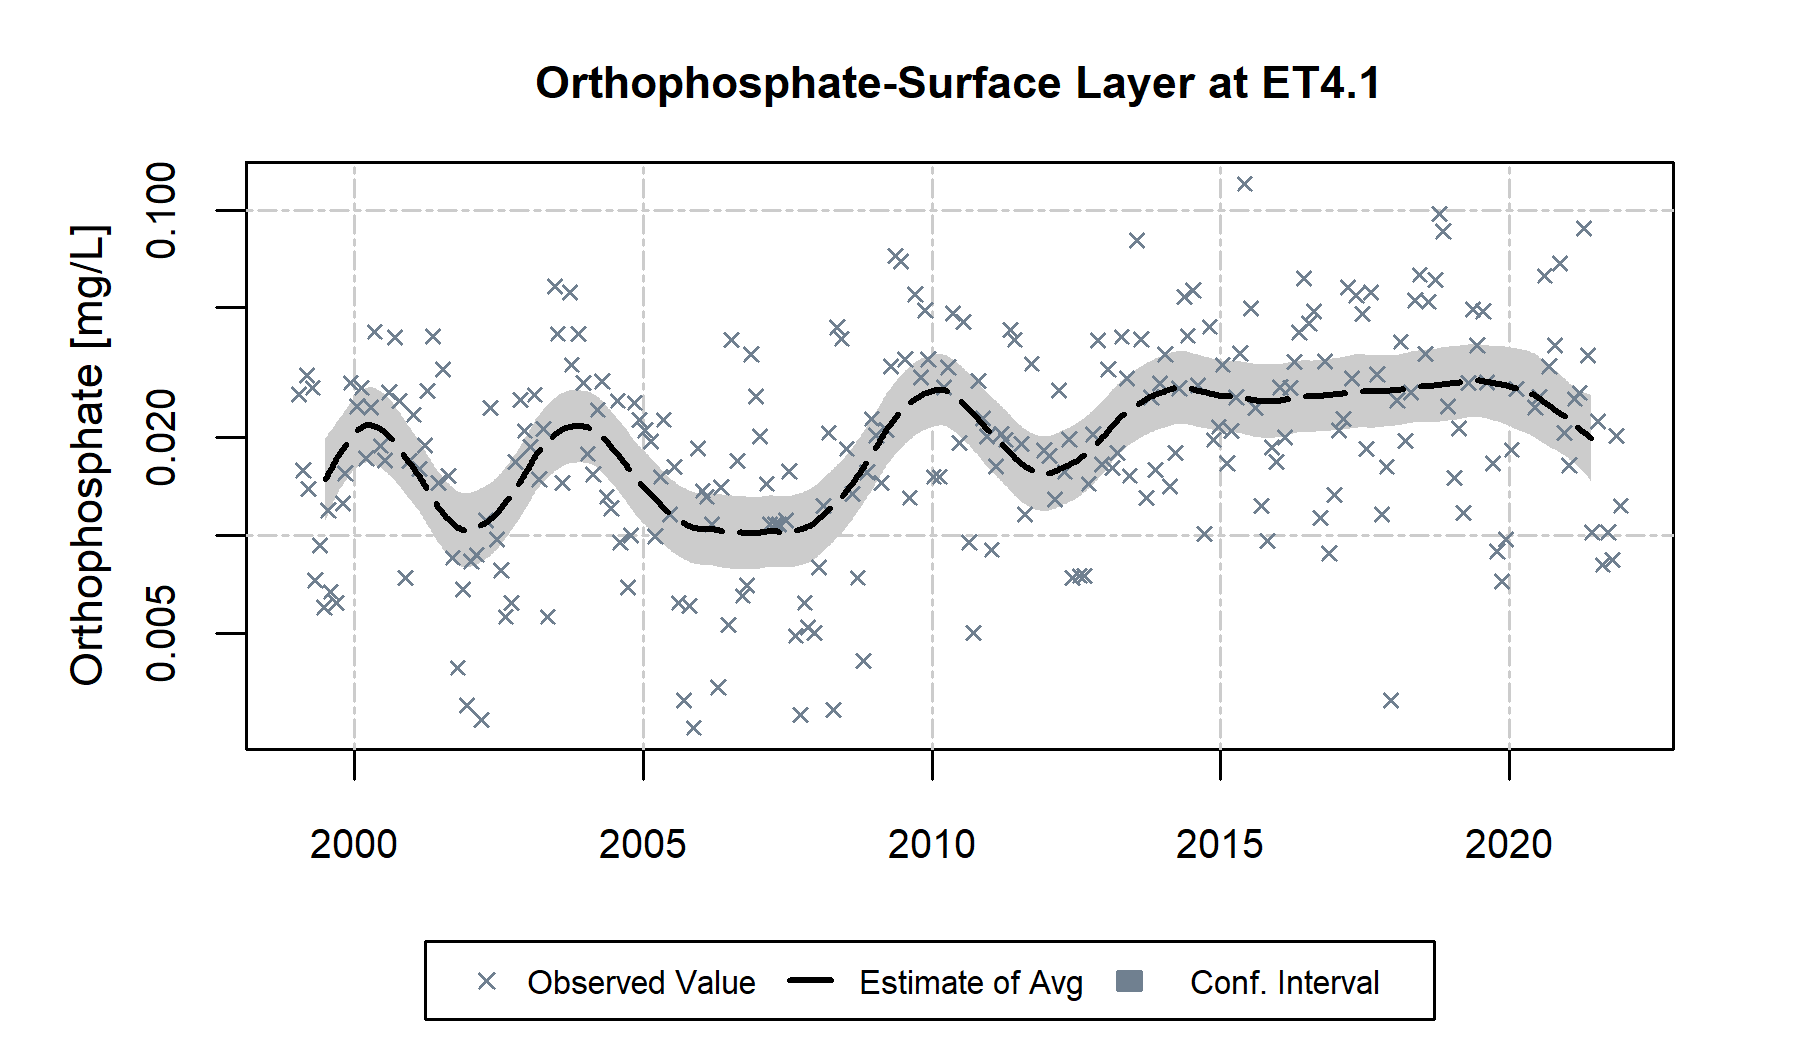 Orthophosphate-Surface Layer at ET4.1
Orthophosphate [mg/L]
0.100
0.020
0.005
2000 2005 2010 2015 2020
Observed Value Estimate of Avg Conf. Interval